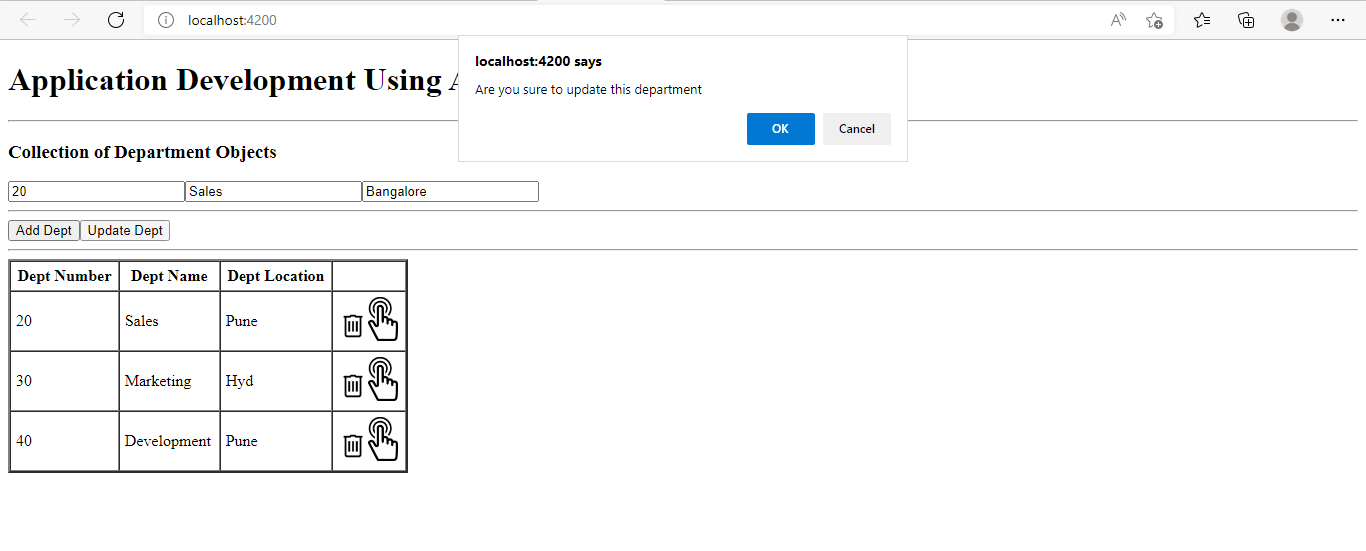 localhost:4200
localhost:4200 says
Are you sure to update this department
OK Cancel
Application Development Using
Collection of Department Objects
20 Sales Bangalore
Add Dept Update Dept
Dept Number Dept Name Dept Location
20 Sales Pune
30 Marketing Hyd
40 Development Pune